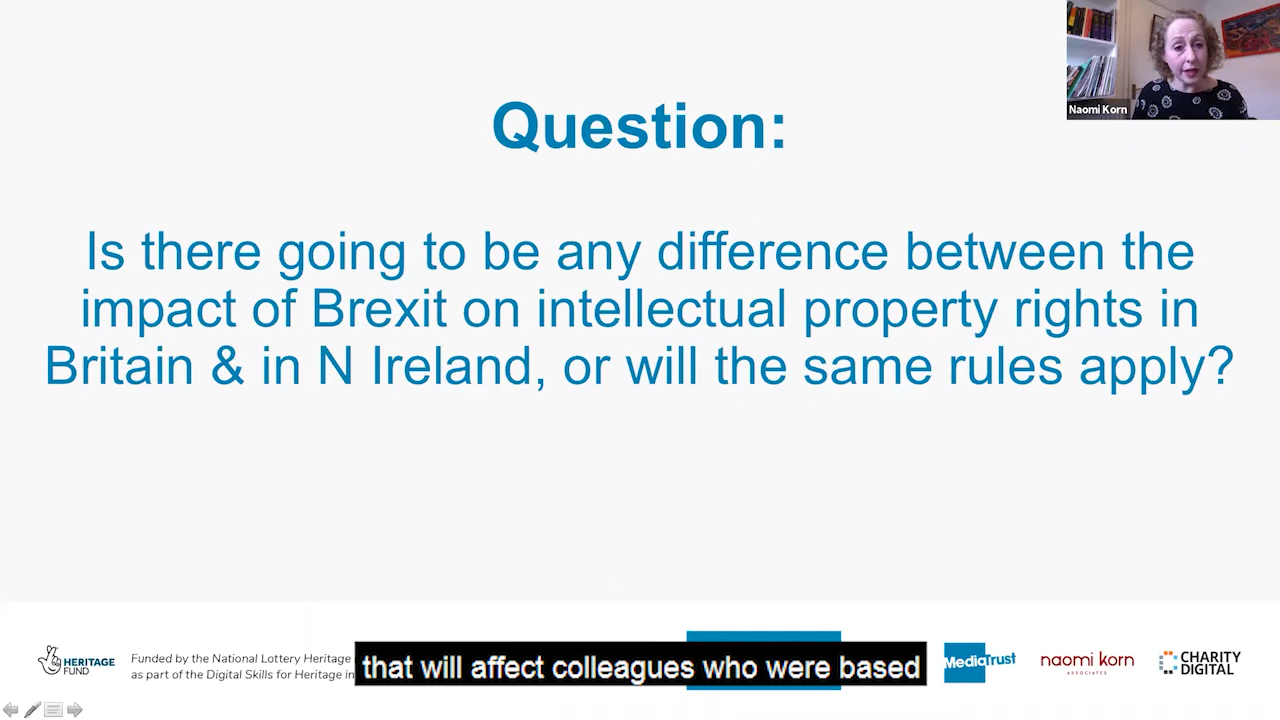 Naomi Korn
Question:
Is there going to be any difference between the
impact of Brexit on intellectual property rights in
Britain & in N Ireland, or will the same rules apply?
HERITAGE
FUND
Funded by the National Lottery Heritage
as part of the Digital Skills for Heritage in
that will affect colleagues who were based
MediaTrust
naomi korn
ASSOCIATES
CHARITY
DIGITAL